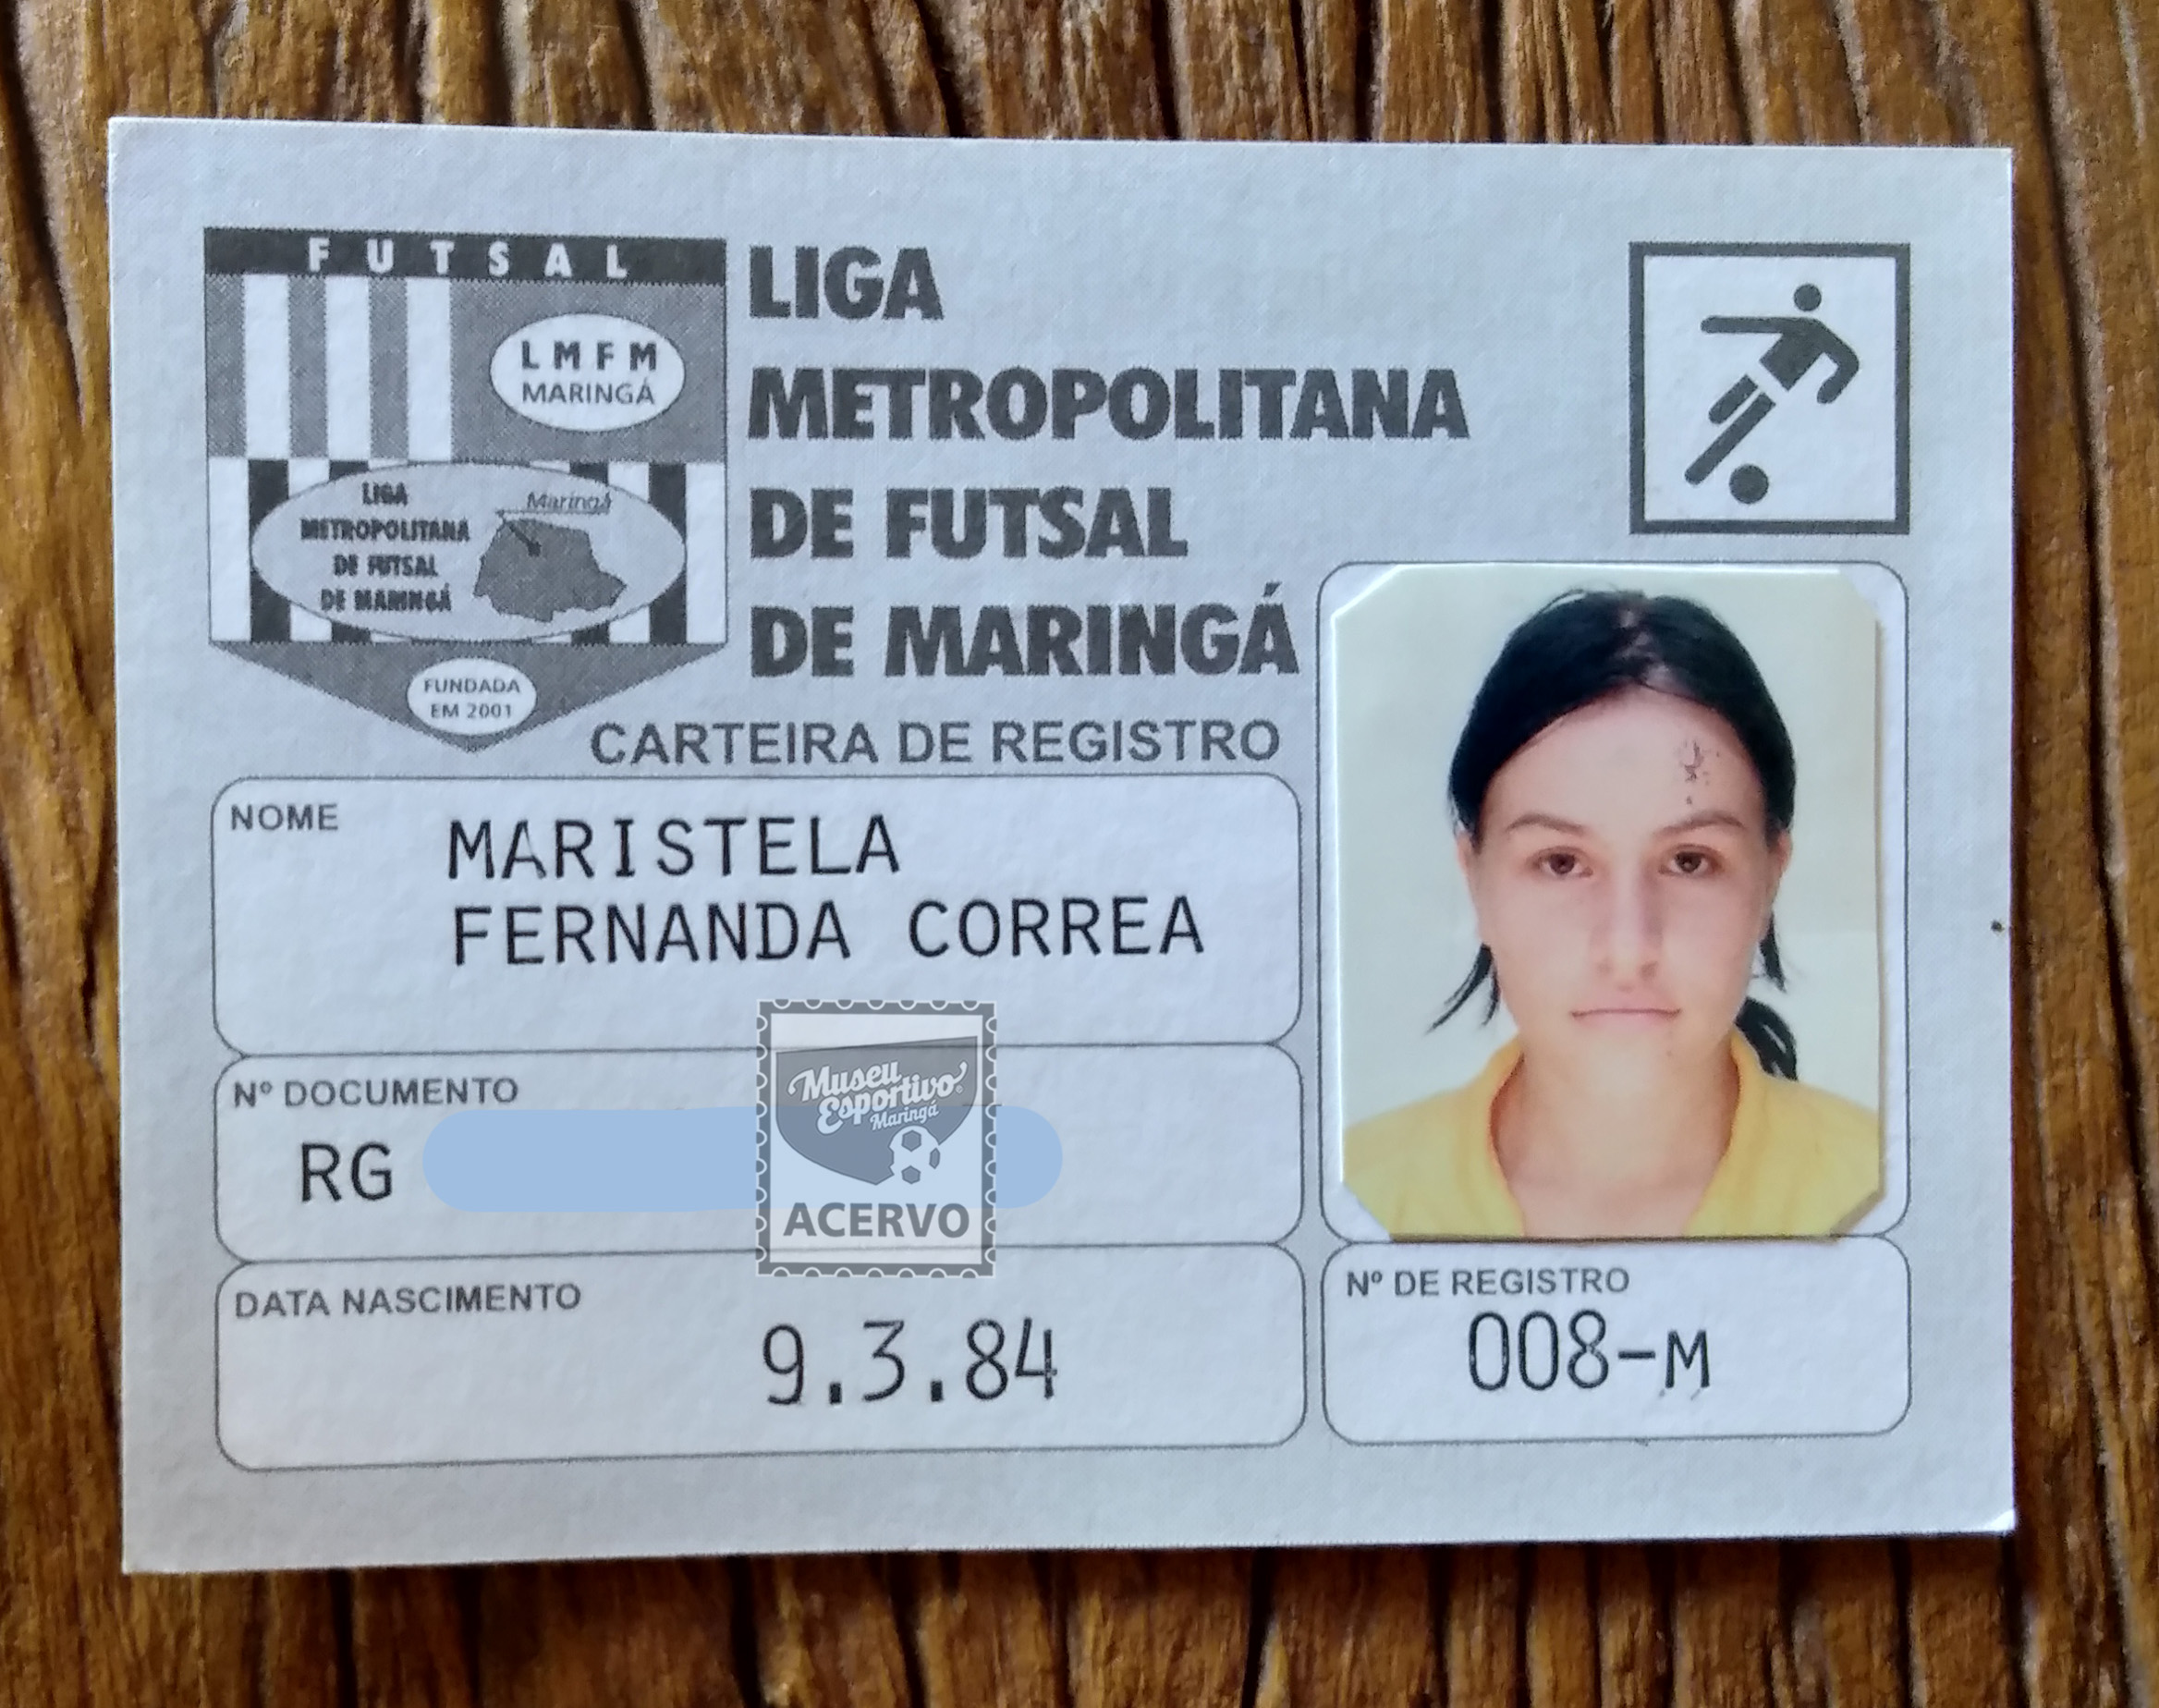 FUTSAL
LMFM
MARINGÁ
LIGA
METROPOLITANA
DE FUTSAL
DE MARINGÁ
Maringá
FUNDADA
EM 2001
LIGA
METROPOLITANA
DE FUTSAL
DE MARINGÁ
CARTEIRA DE REGISTRO
NOME
MARISTELA
FERNANDA CORREA
Nº DOCUMENTO
RG
Museu
Esportivo
Maringá
ACERVO
DATA NASCIMENTO
9.3.84
Nº DE REGISTRO
008-M